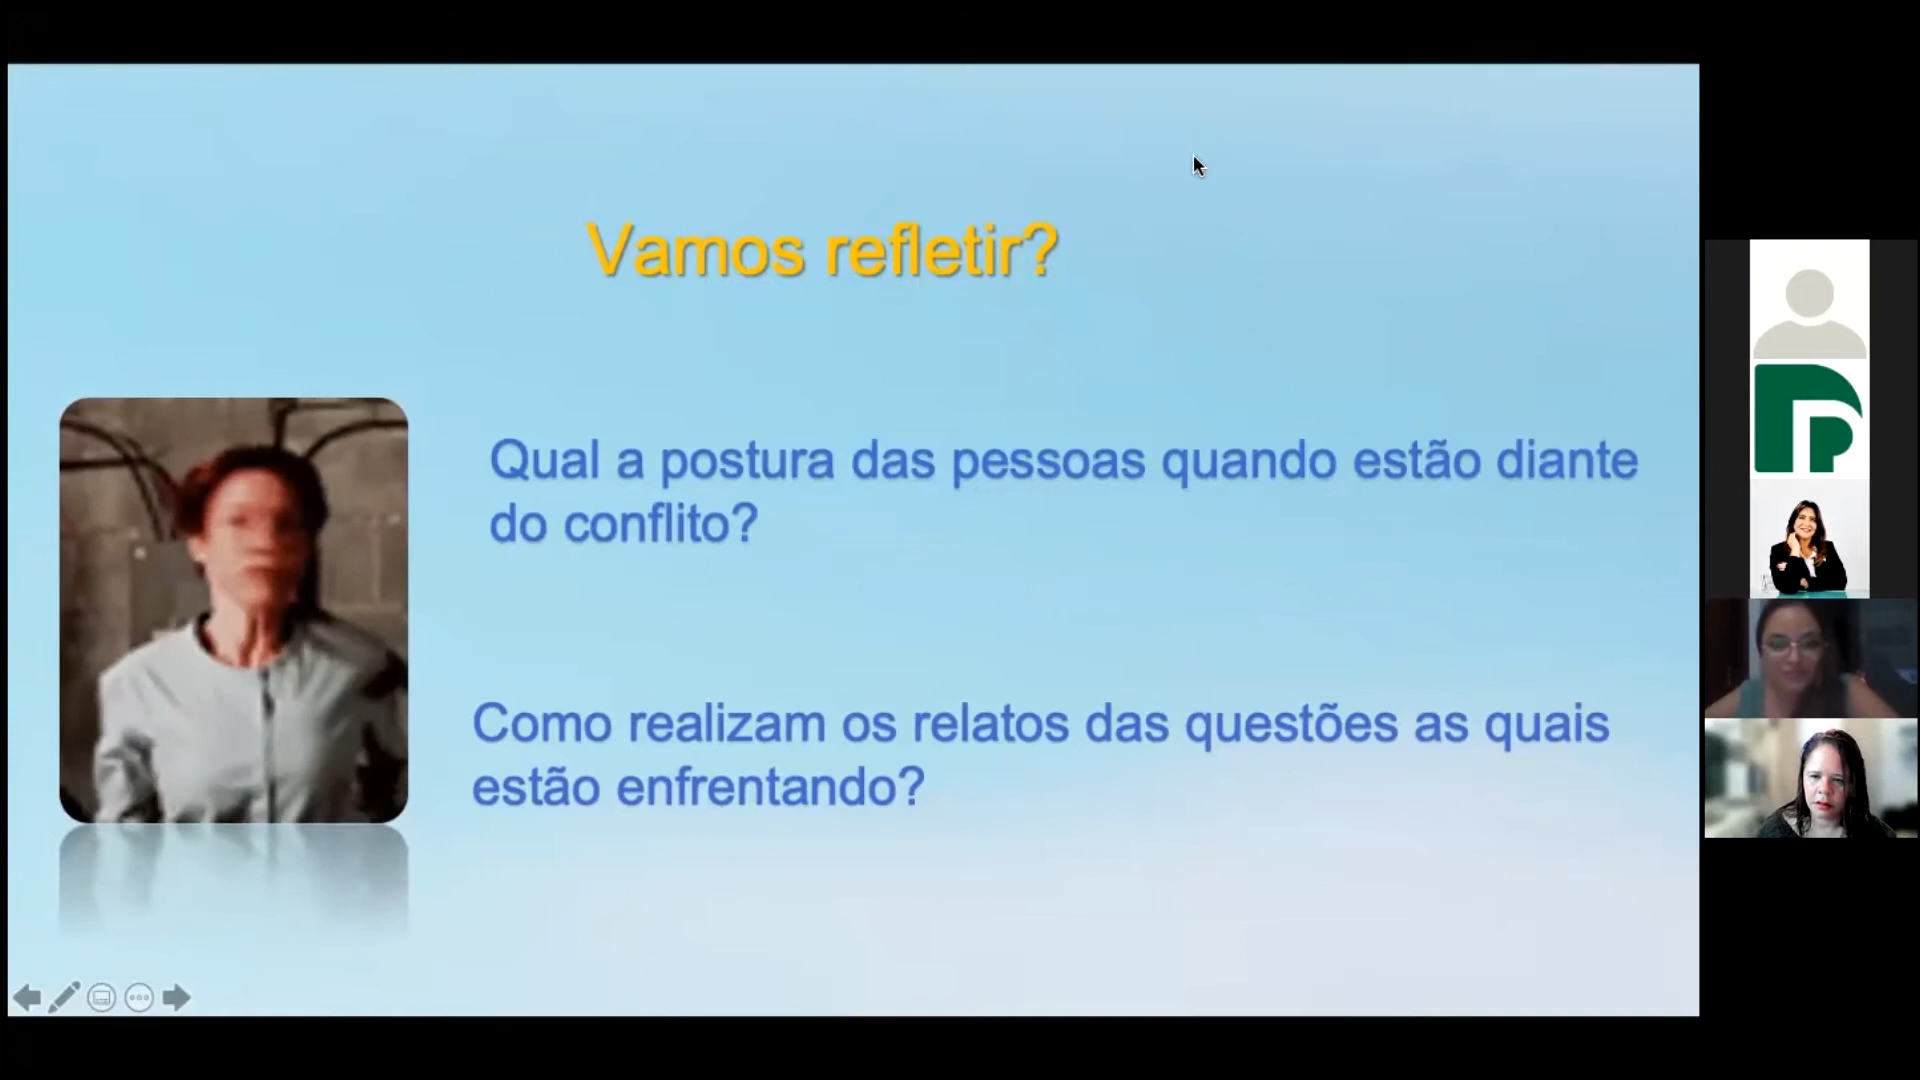 Vamos refletir?
Qual a postura das pessoas quando estão diante
do conflito?
Como realizam os relatos das questões as quais
estão enfrentando?